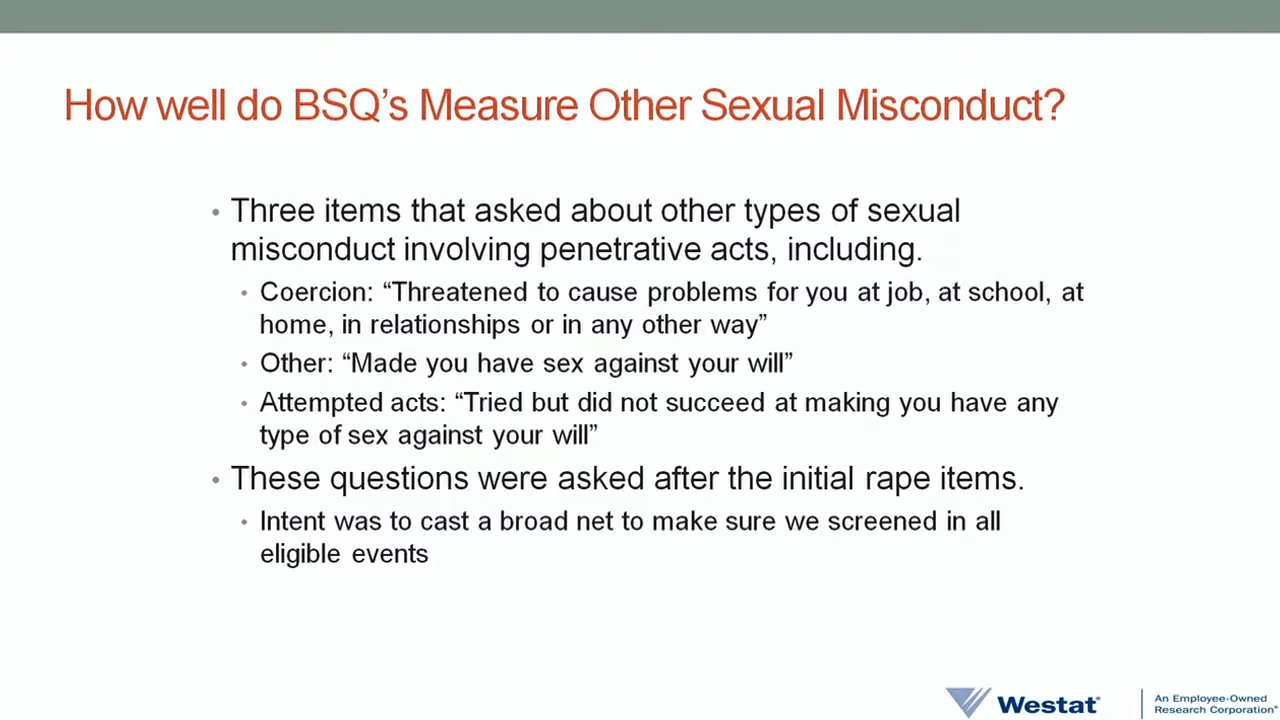 How well do BSQ’s Measure Other Sexual Misconduct?
• Three items that asked about other types of sexual
misconduct involving penetrative acts, including.
• Coercion: “Threatened to cause problems for you at job, at school, at
home, in relationships or in any other way”
• Other: “Made you have sex against your will”
• Attempted acts: “Tried but did not succeed at making you have any
type of sex against your will”
• These questions were asked after the initial rape items.
• Intent was to cast a broad net to make sure we screened in all
eligible events
Westat®
An Employee-Owned
Research Corporation®